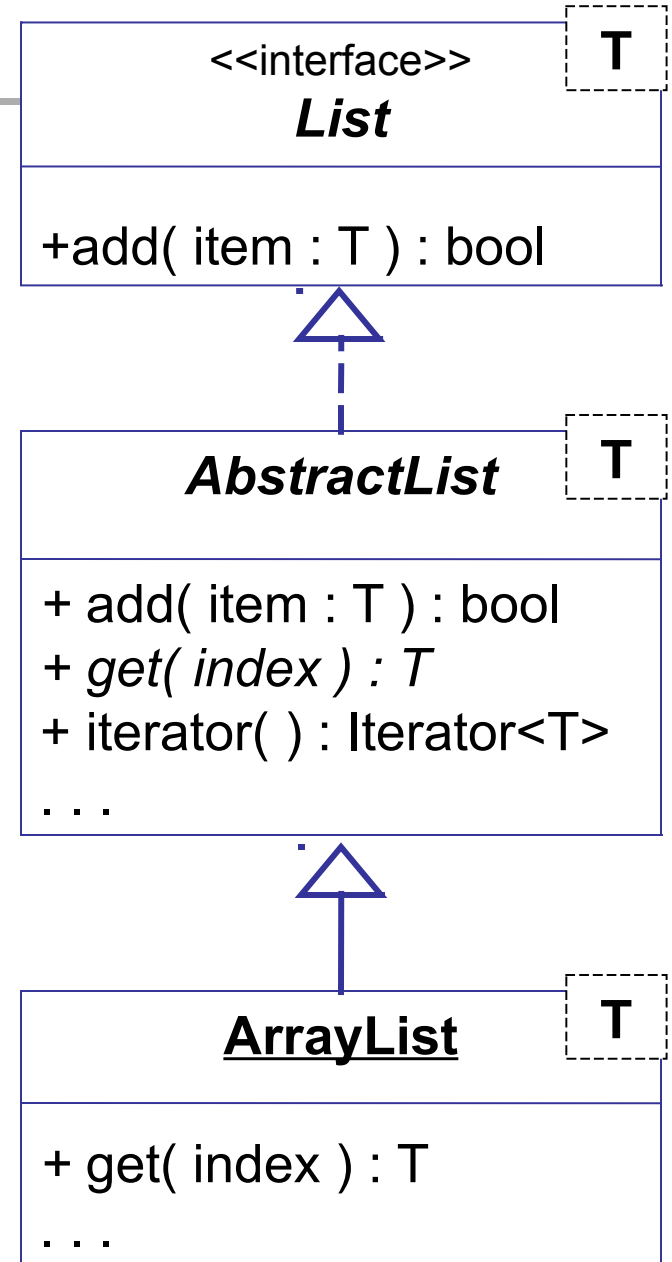 T
<<interface>>
List
+add( item : T ) : bool
T
AbstractList
+ add( item : T ) : bool
+ get( index ) : T
+ iterator( ) : Iterator<T>
. . .
T
ArrayList
+ get( index ) : T
. . .